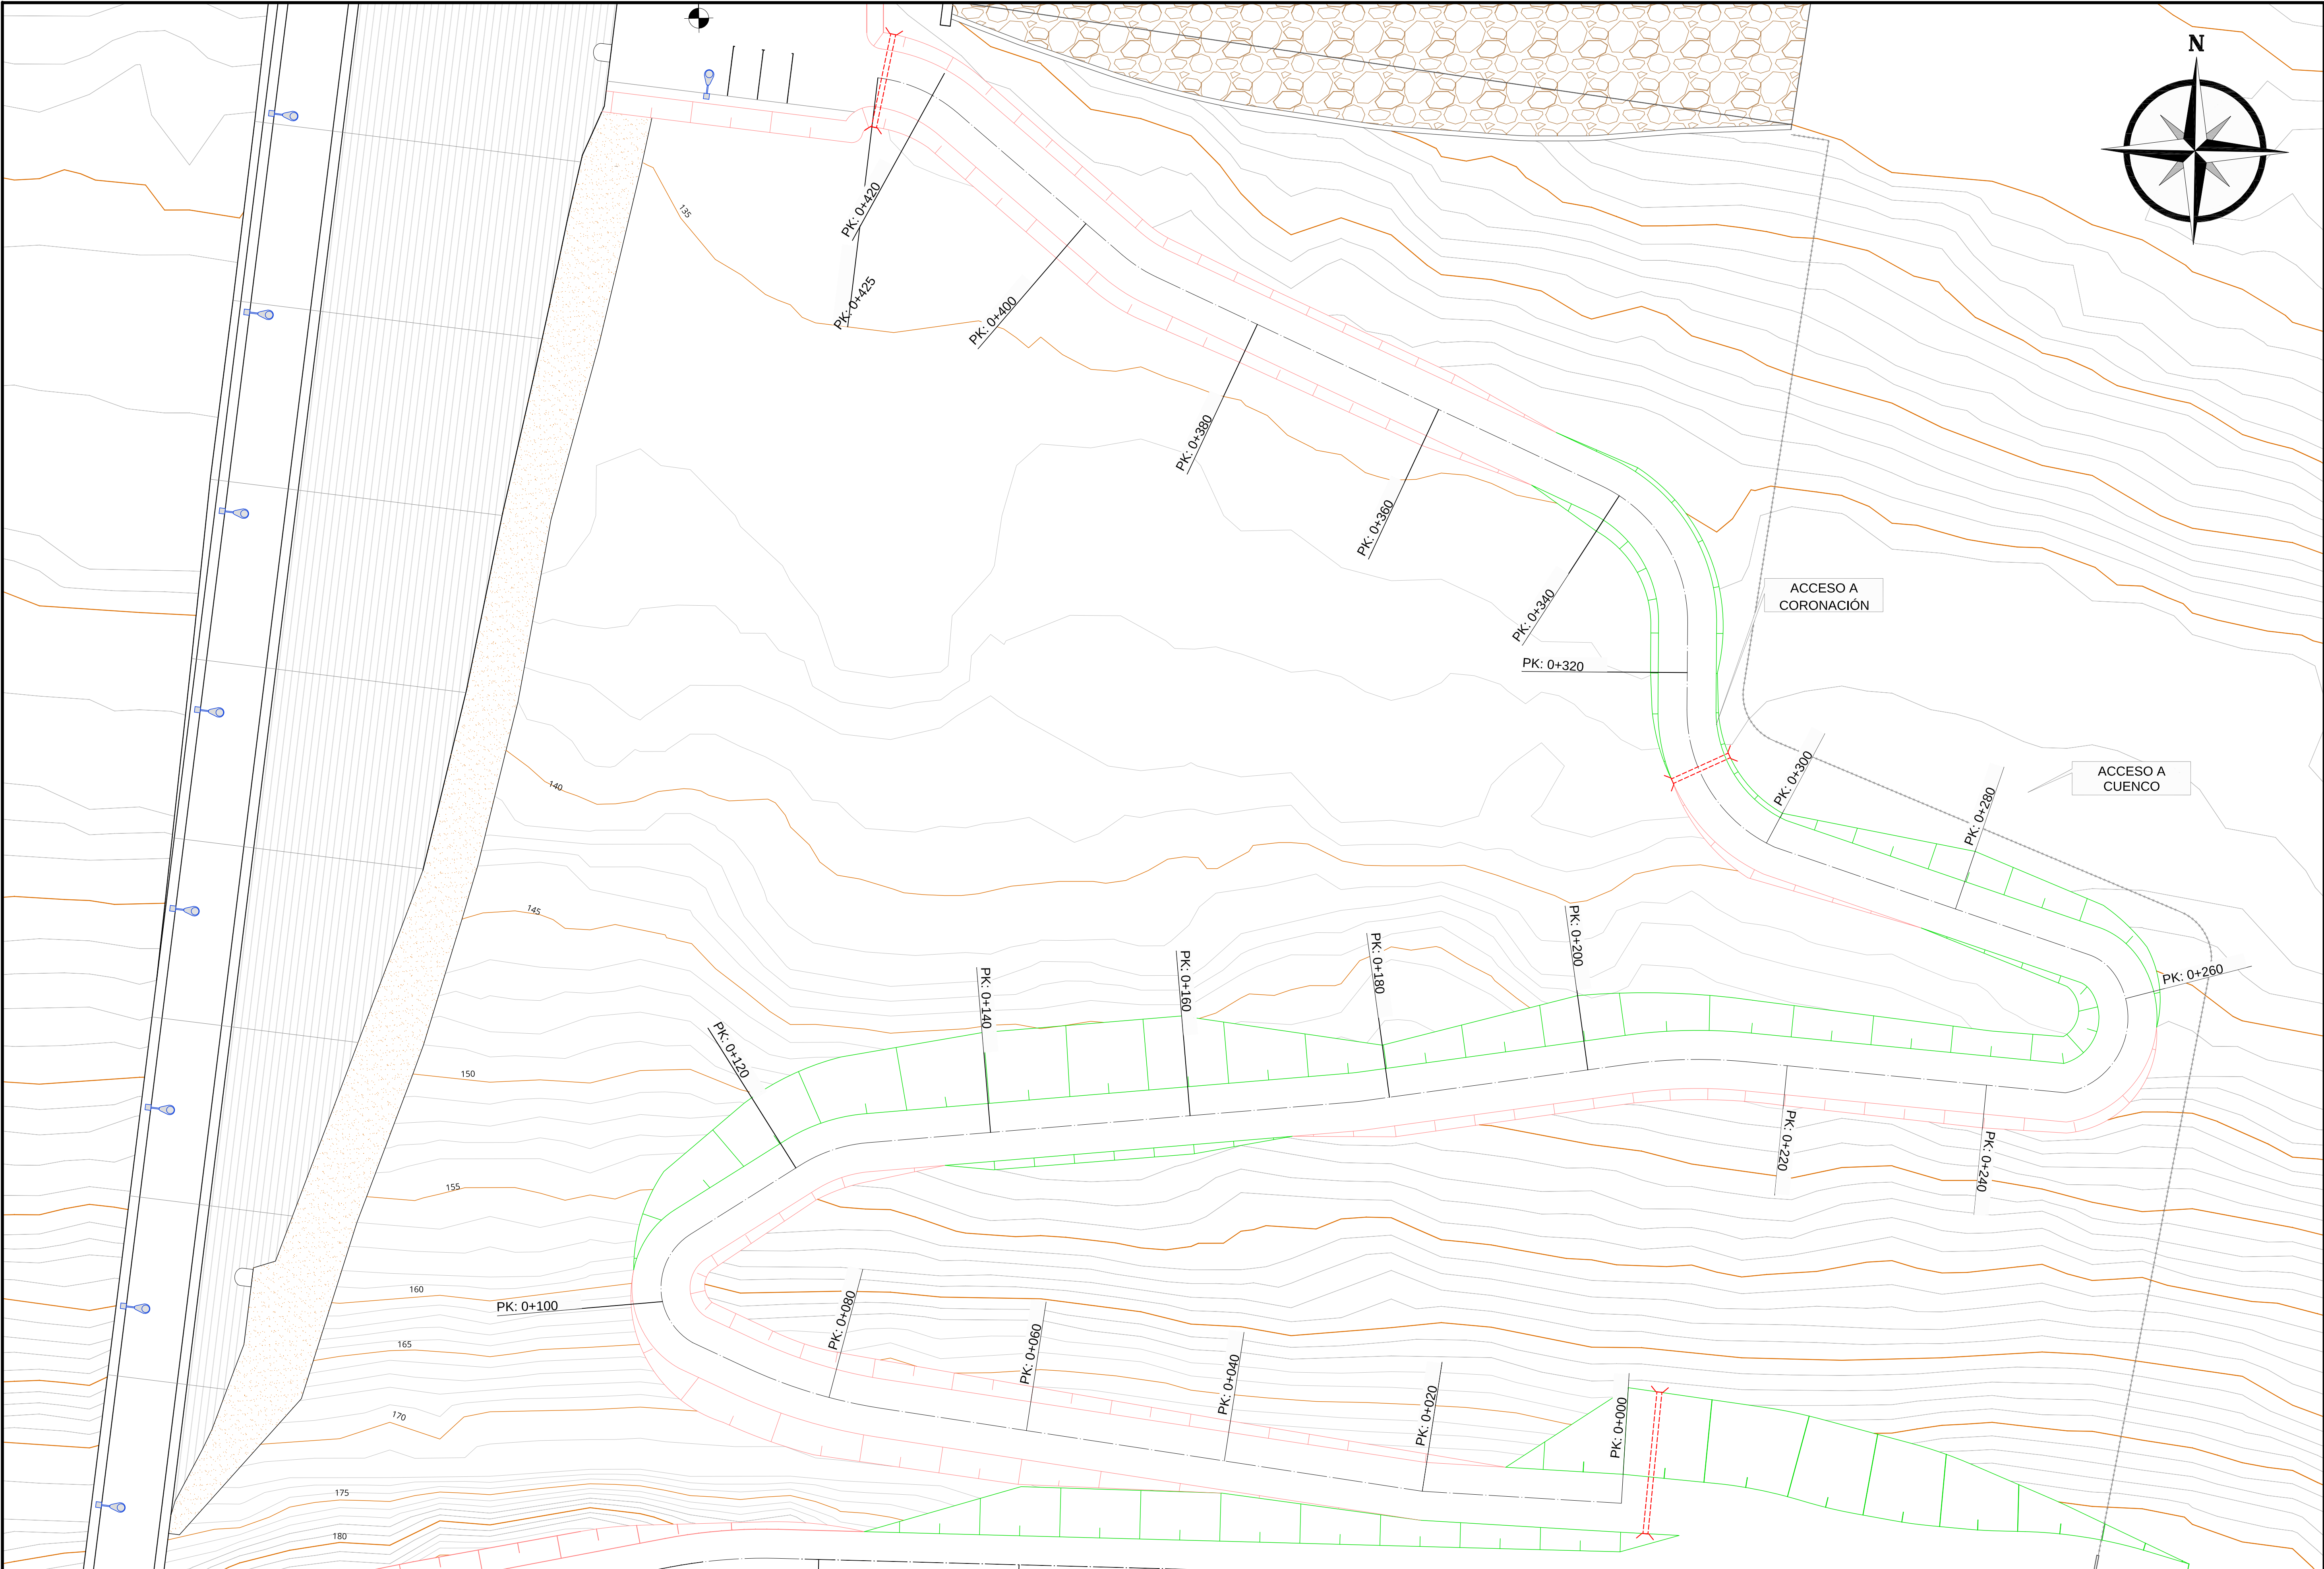 N
135
PK: 0+420
PK: 0+425
PK: 0+400
PK: 0+380
PK: 0+360
PK: 0+340
ACCESO A
CORONACIÓN
PK: 0+320
PK: 0+300
ACCESO A
CUENCO
PK: 0+280
140
145
PK: 0+200
PK: 0+180
PK: 0+160
PK: 0+140
PK: 0+260
PK: 0+120
150
PK: 0+220
PK: 0+240
155
160
PK: 0+100
PK: 0+080
PK: 0+060
PK: 0+040
PK: 0+020
PK: 0+000
165
170
175
180